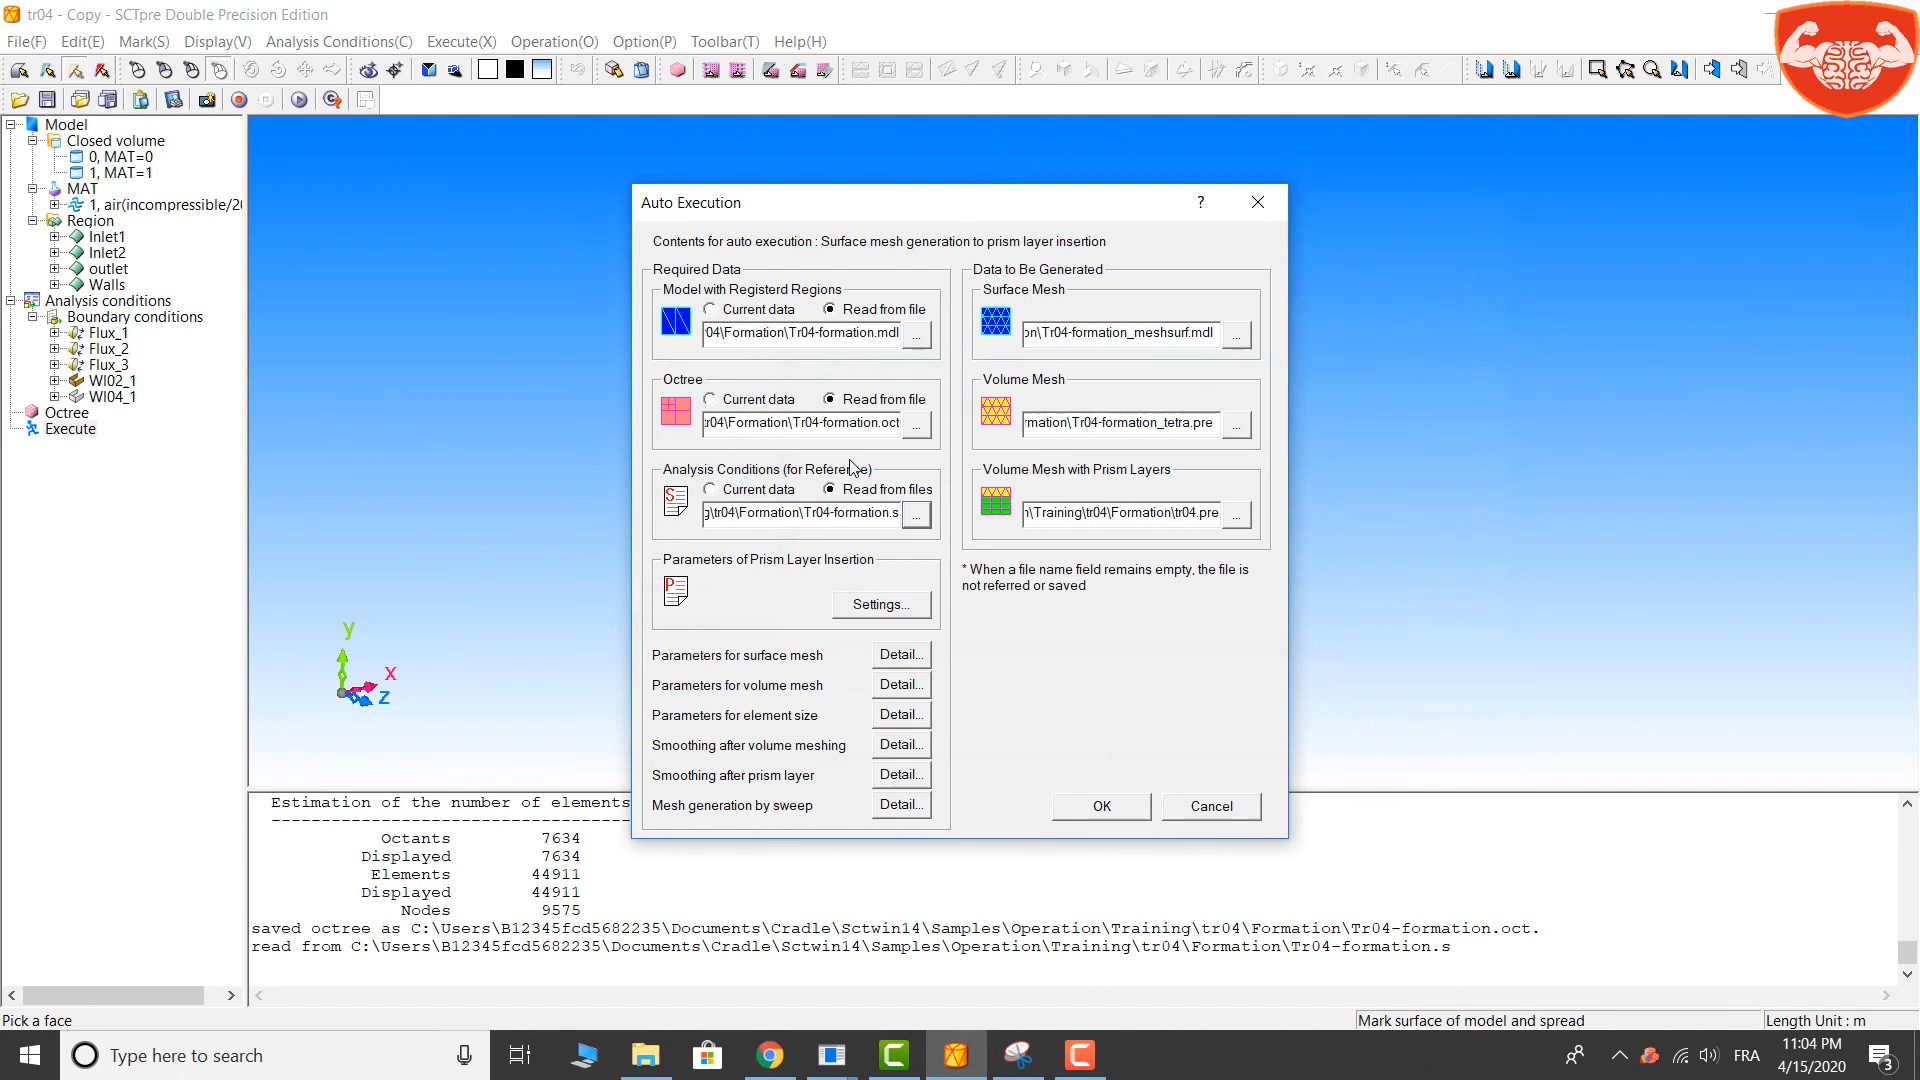 tr04 - Copy - SCTpre Double Precision Edition
File(F) Edit(E) Mark(S) Display(V) Analysis Conditions(C) Execute(X) Operation(O) Option(P) Toolbar(T) Help(H)
Model
Closed volume
0, MAT=0
1, MAT=1
MAT
1, air(incompressible/20
Region
Inlet1
Inlet2
outlet
Walls
Analysis conditions
Boundary conditions
Flux_1
Flux_2
Flux_3
Wl02_1
Wl04_1
Octree
Execute
y
x
z
Auto Execution
?
Contents for auto execution : Surface mesh generation to prism layer insertion
Required Data
Model with Registerd Regions
Current data Read from file
04\Formation\Tr04-formation.mdl ...
Octree
Current data Read from file
r04\Formation\Tr04-formation.oct ...
Analysis Conditions (for Reference)
Current data Read from files
g\tr04\Formation\Tr04-formation.s ...
Parameters of Prism Layer Insertion
Settings...
Parameters for surface mesh Detail...
Parameters for volume mesh Detail...
Parameters for element size Detail...
Smoothing after volume meshing Detail...
Smoothing after prism layer Detail...
Mesh generation by sweep Detail...
Data to Be Generated
Surface Mesh
on\Tr04-formation_meshsurf.mdl ...
Volume Mesh
rmation\Tr04-formation_tetra.pre ...
Volume Mesh with Prism Layers
n\Training\tr04\Formation\tr04.pre ...
* When a file name field remains empty, the file is
not referred or saved
OK Cancel
Estimation of the number of elements
Octants 7634
Displayed 7634
Elements 44911
Displayed 44911
Nodes 9575
saved octree as C:\Users\B12345fcd5682235\Documents\Cradle\Sctwin14\Samples\Operation\Training\tr04\Formation\Tr04-formation.oct.
read from C:\Users\B12345fcd5682235\Documents\Cradle\Sctwin14\Samples\Operation\Training\tr04\Formation\Tr04-formation.s
Pick a face
Mark surface of model and spread
Length Unit : m
Type here to search
FRA
11:04 PM
4/15/2020
3